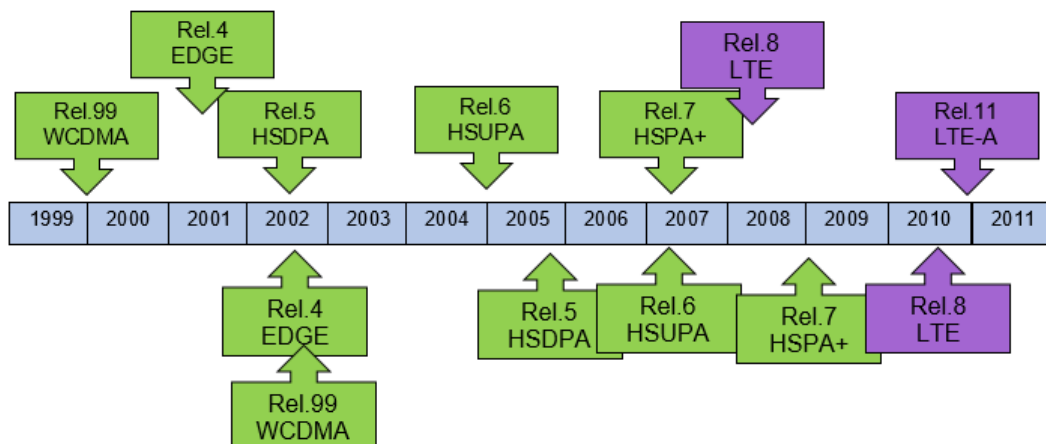 Rel.4
EDGE
Rel.8
LTE
Rel.99
WCDMA
Rel.5
HSDPA
Rel.6
HSUPA
Rel.7
HSPA+
Rel.11
LTE-A
1999 2000 2001 2002 2003 2004 2005 2006 2007 2008 2009 2010 2011
Rel.4
EDGE
Rel.5
HSDPA
Rel.6
HSUPA
Rel.7
HSPA+
Rel.8
LTE
Rel.99
WCDMA